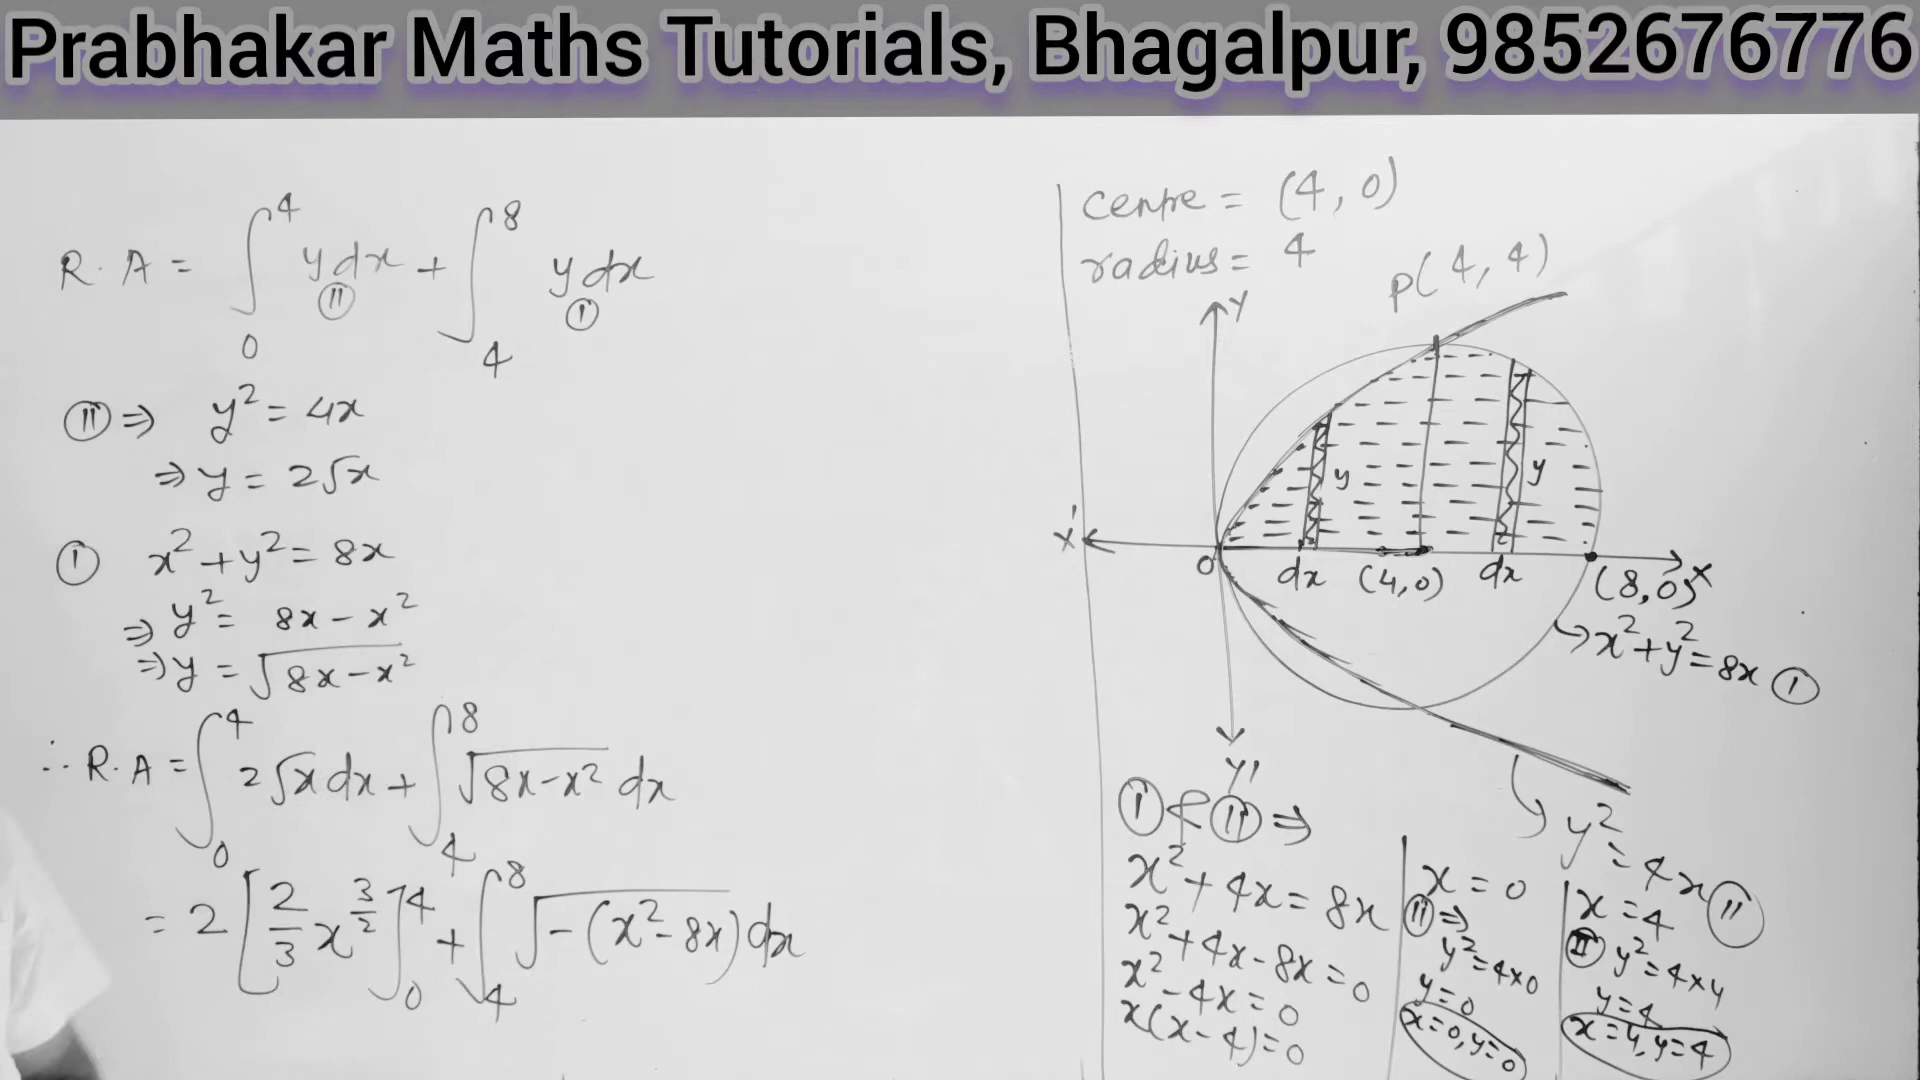 Prabhakar Maths Tutorials, Bhagalpur, 9852676776
R.A = ∫₀⁴ y dx (II) + ∫₄⁸ y dx (I)
(II) ⇒ y² = 4x
⇒ y = 2√x
(I) x² + y² = 8x
⇒ y² = 8x - x²
⇒ y = √(8x - x²)
∴ R.A = ∫₀⁴ 2√x dx + ∫₄⁸ √(8x - x²) dx
= 2 [2/3 x^(3/2)]₀⁴ + ∫₄⁸ √(-(x² - 8x)) dx
centre = (4, 0)
radius = 4
P(4, 4)
Y
y
y
X'
O
dx
(4,0)
dx
(8,0)
X
→ x² + y² = 8x (I)
Y'
y² = 4x (II)
(I) & (II) ⇒
x² + 4x = 8x
x² + 4x - 8x = 0
x² - 4x = 0
x(x - 4) = 0
x = 0
(II) ⇒
y² = 4×0
y = 0
x = 0, y = 0
x = 4
(II) y² = 4×4
y = 4
x = 4, y = 4